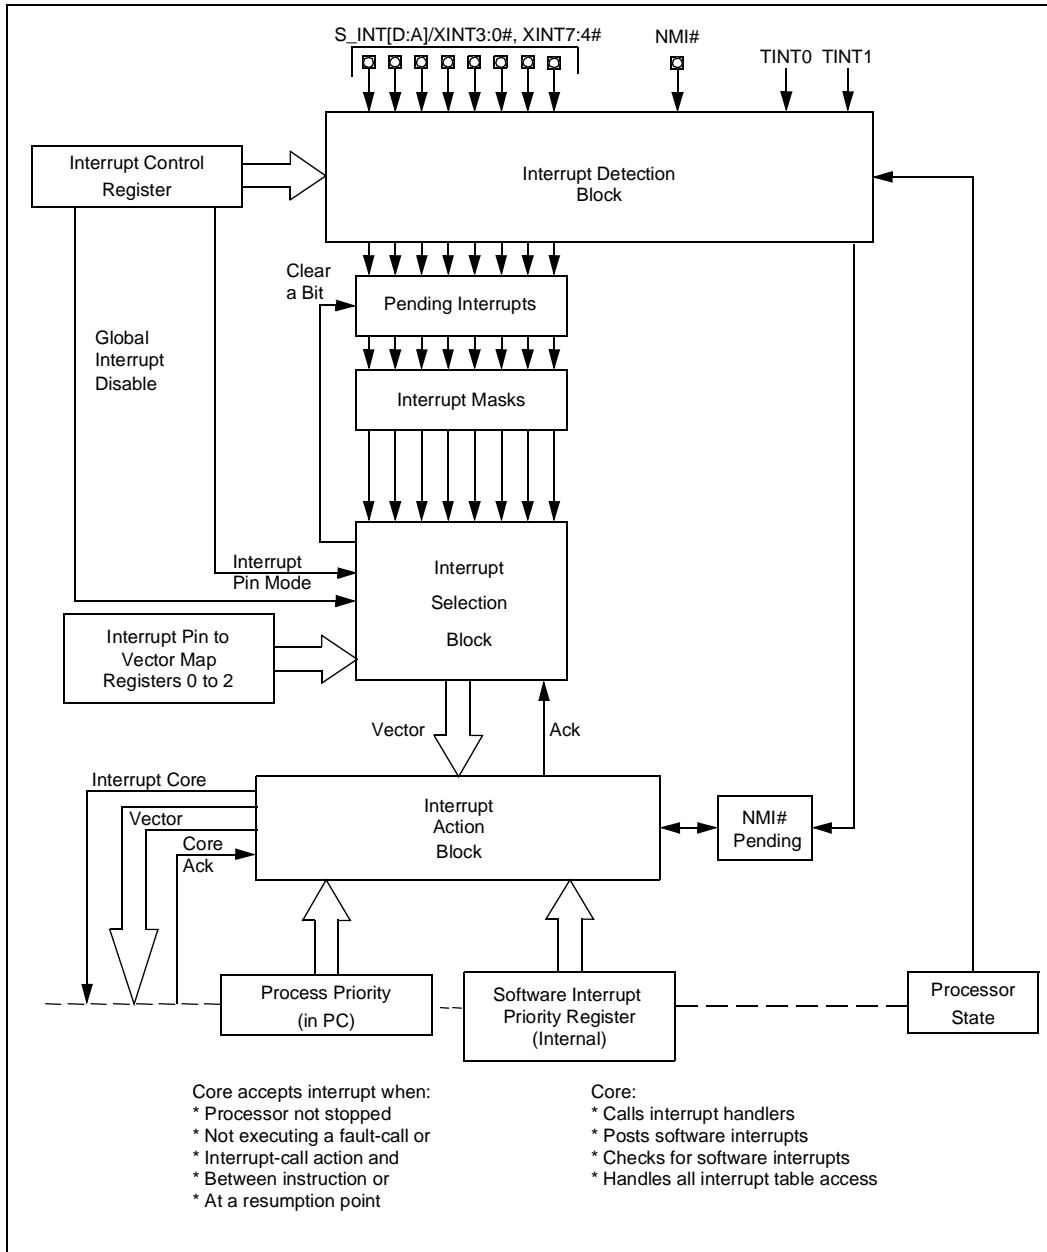 S_INT[D:A]/XINT3:0#, XINT7:4#
NMI#
TINT0 TINT1
Interrupt Control
Register
Interrupt Detection
Block
Clear
a Bit
Pending Interrupts
Global
Interrupt
Disable
Interrupt Masks
Interrupt
Pin Mode
Interrupt
Selection
Block
Interrupt Pin to
Vector Map
Registers 0 to 2
Vector
Ack
Interrupt Core
Vector
Core
Ack
Interrupt
Action
Block
NMI#
Pending
Process Priority
(in PC)
Software Interrupt
Priority Register
(Internal)
Processor
State
Core accepts interrupt when:
* Processor not stopped
* Not executing a fault-call or
* Interrupt-call action and
* Between instruction or
* At a resumption point
Core:
* Calls interrupt handlers
* Posts software interrupts
* Checks for software interrupts
* Handles all interrupt table access